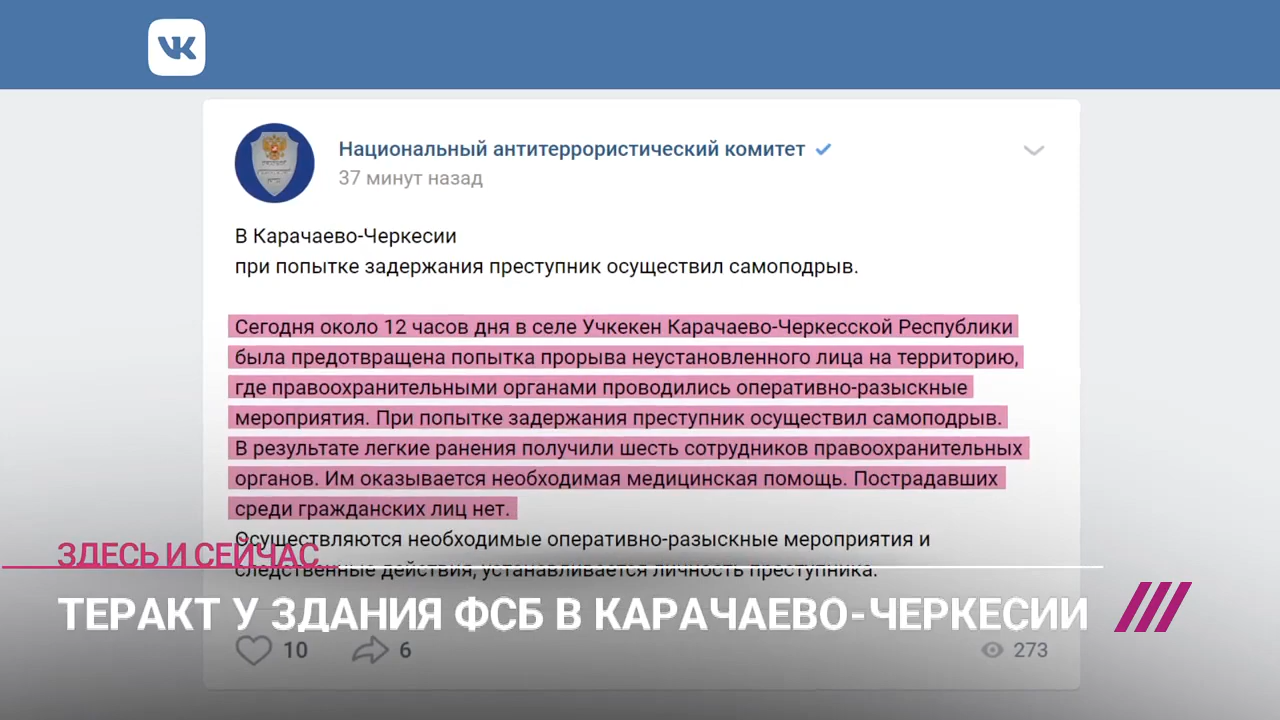 VK
Национальный антитеррористический комитет
37 минут назад
В Карачаево-Черкесии
при попытке задержания преступник осуществил самоподрыв.
Сегодня около 12 часов дня в селе Учкекен Карачаево-Черкесской Республики
была предотвращена попытка прорыва неустановленного лица на территорию,
где правоохранительными органами проводились оперативно-разыскные
мероприятия. При попытке задержания преступник осуществил самоподрыв.
В результате легкие ранения получили шесть сотрудников правоохранительных
органов. Им оказывается необходимая медицинская помощь. Пострадавших
среди гражданских лиц нет.
Осуществляются необходимые оперативно-разыскные мероприятия и
следственные действия, устанавливается личность преступника.
ЗДЕСЬ И СЕЙЧАС
ТЕРАКТ У ЗДАНИЯ ФСБ В КАРАЧАЕВО-ЧЕРКЕСИИ
10 6 273